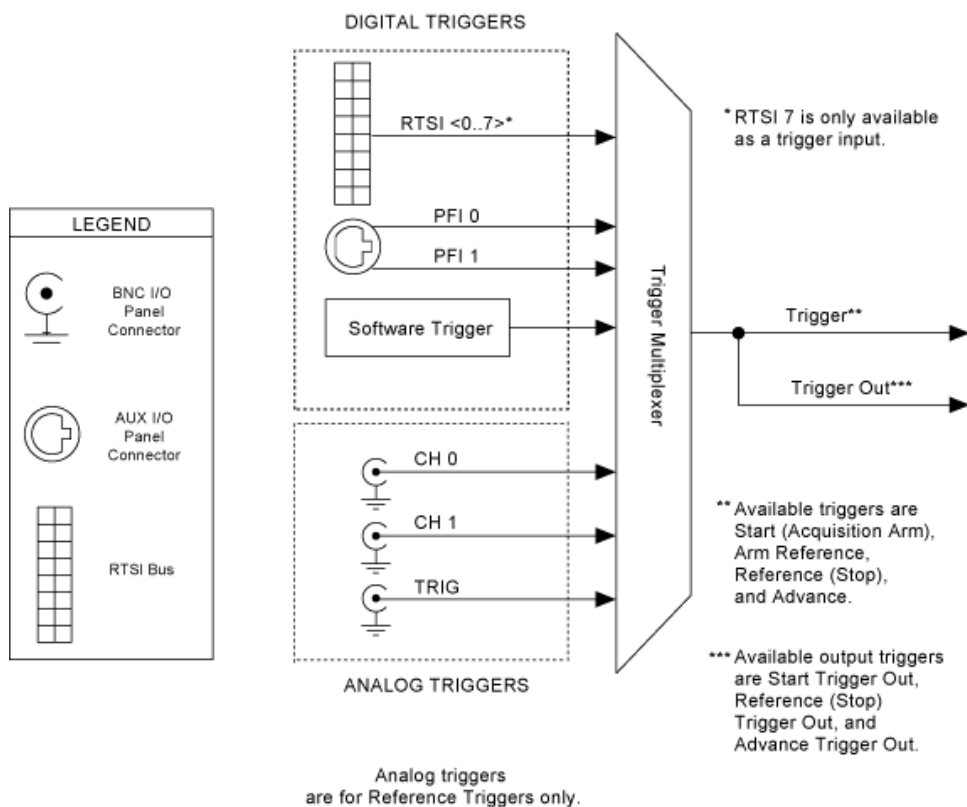 DIGITAL TRIGGERS
RTSI <0..7>*
PFI 0
PFI 1
Software Trigger
CH 0
CH 1
TRIG
ANALOG TRIGGERS
Analog triggers
are for Reference Triggers only.
LEGEND
BNC I/O
Panel
Connector
AUX I/O
Panel
Connector
RTSI Bus
Trigger Multiplexer
Trigger**
Trigger Out***
*RTSI 7 is only available
as a trigger input.
**Available triggers are
Start (Acquisition Arm),
Arm Reference,
Reference (Stop),
and Advance.
***Available output triggers
are Start Trigger Out,
Reference (Stop)
Trigger Out, and
Advance Trigger Out.